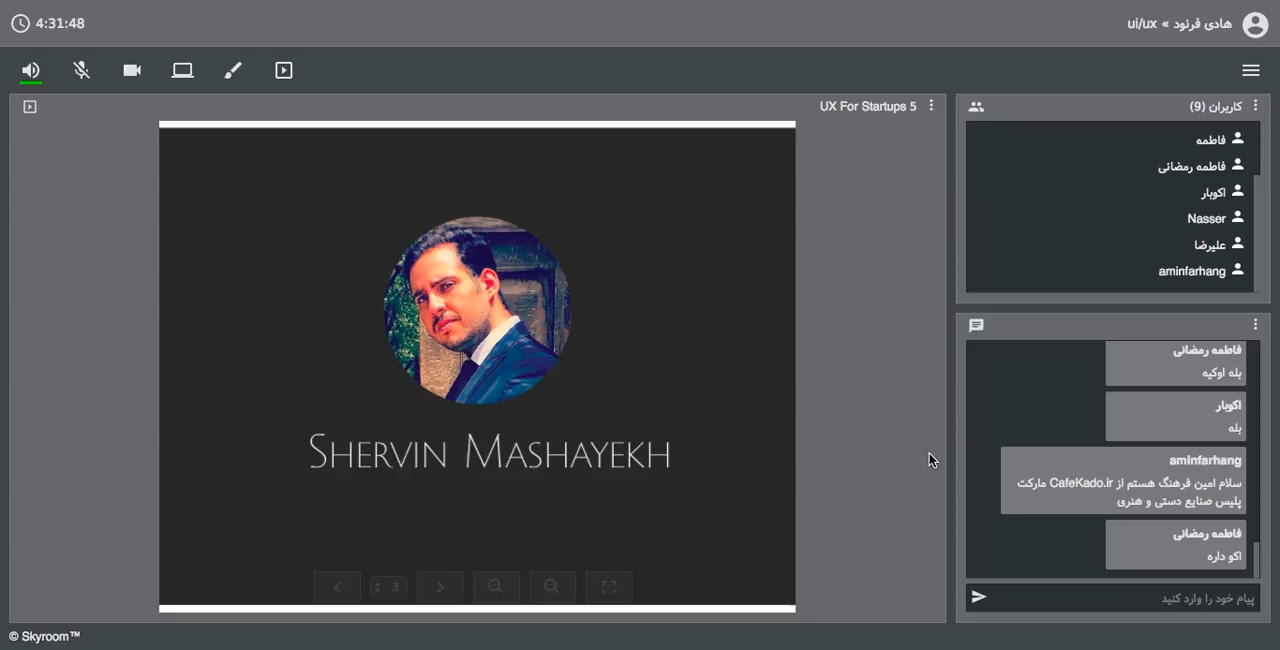 4:31:48
هادی فرنود » ui/ux
UX For Startups 5
SHERVIN MASHAYEKH
3
کاربران (9)
فاطمه
فاطمه رمضانی
اکوبار
Nasser
علیرضا
aminfarhang
فاطمه رمضانی
بله اوکیه
اکوبار
بله
aminfarhang
سلام امین فرهنگ هستم از CafeKado.ir مارکت
پلیس صنایع دستی و هنری
فاطمه رمضانی
اکو داره
پیام خود را وارد کنید
© Skyroom™